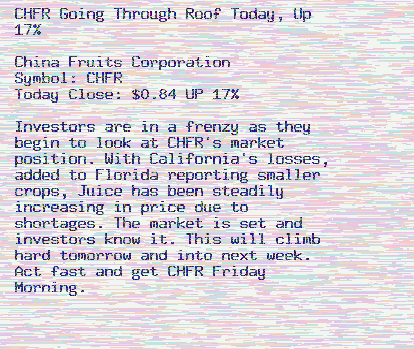 CHFR Going Through Roof Today, Up
17%
China Fruits Corporation
Symbol: CHFR
Today Close: $0.84 UP 17%
Investors are in a frenzy as they
begin to look at CHFR's market
position. With California's losses,
added to Florida reporting smaller
crops, Juice has been steadily
increasing in price due to
shortages. The market is set and
investors know it. This will climb
hard tomorrow and into next week.
Act fast and get CHFR Friday
Morning.